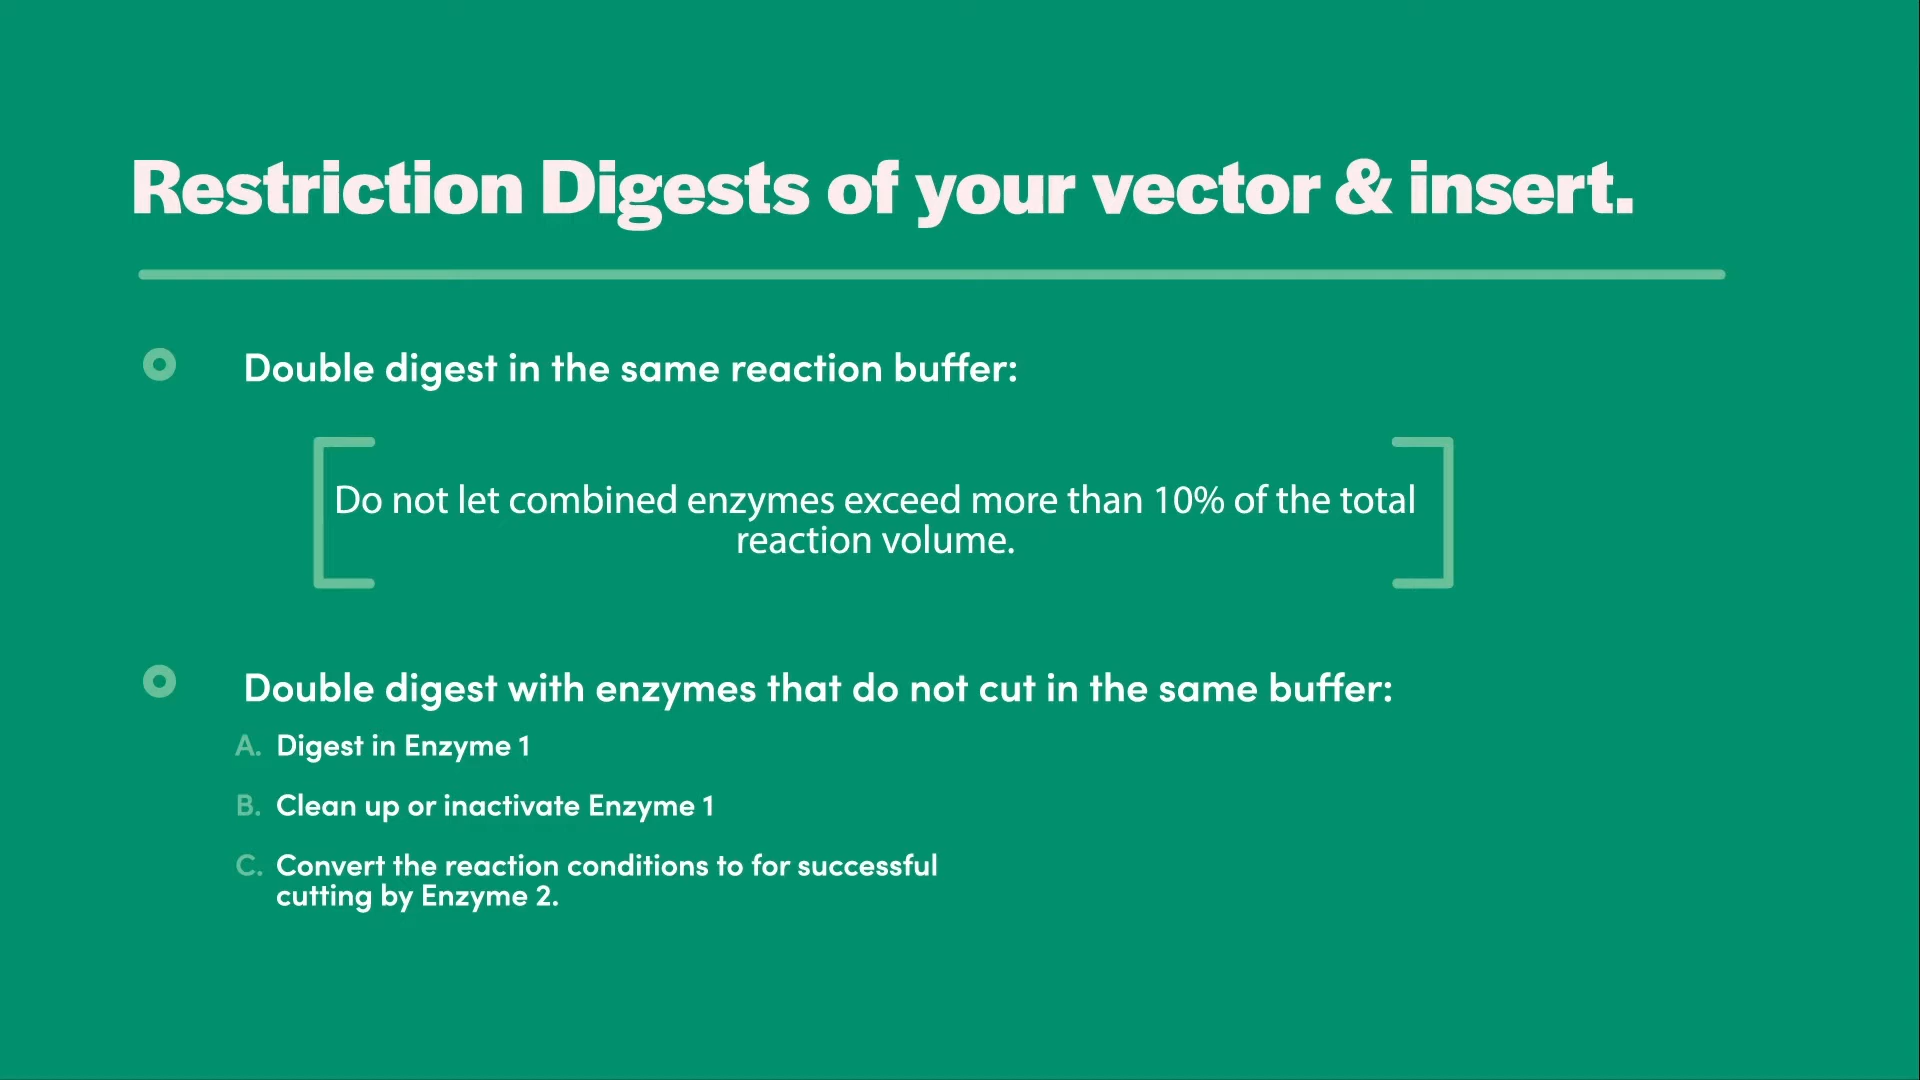 Restriction Digests of your vector & insert.
Double digest in the same reaction buffer:
Do not let combined enzymes exceed more than 10% of the total
reaction volume.
Double digest with enzymes that do not cut in the same buffer:
A. Digest in Enzyme 1
B. Clean up or inactivate Enzyme 1
C. Convert the reaction conditions to for successful
cutting by Enzyme 2.